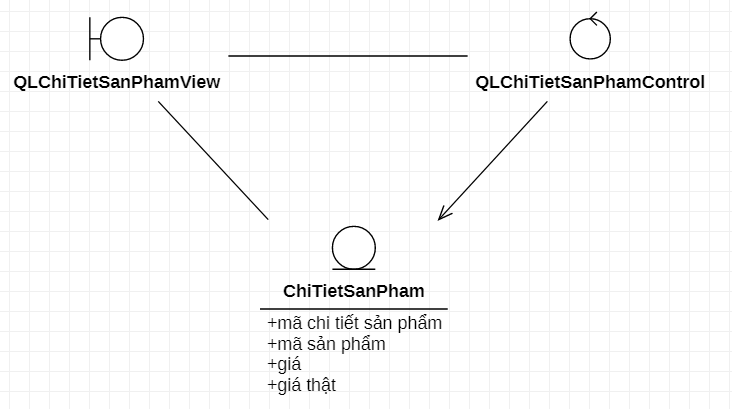 QLChiTietSanPhamView
QLChiTietSanPhamControl
ChiTietSanPham
+mã chi tiết sản phẩm
+mã sản phẩm
+giá
+giá thật